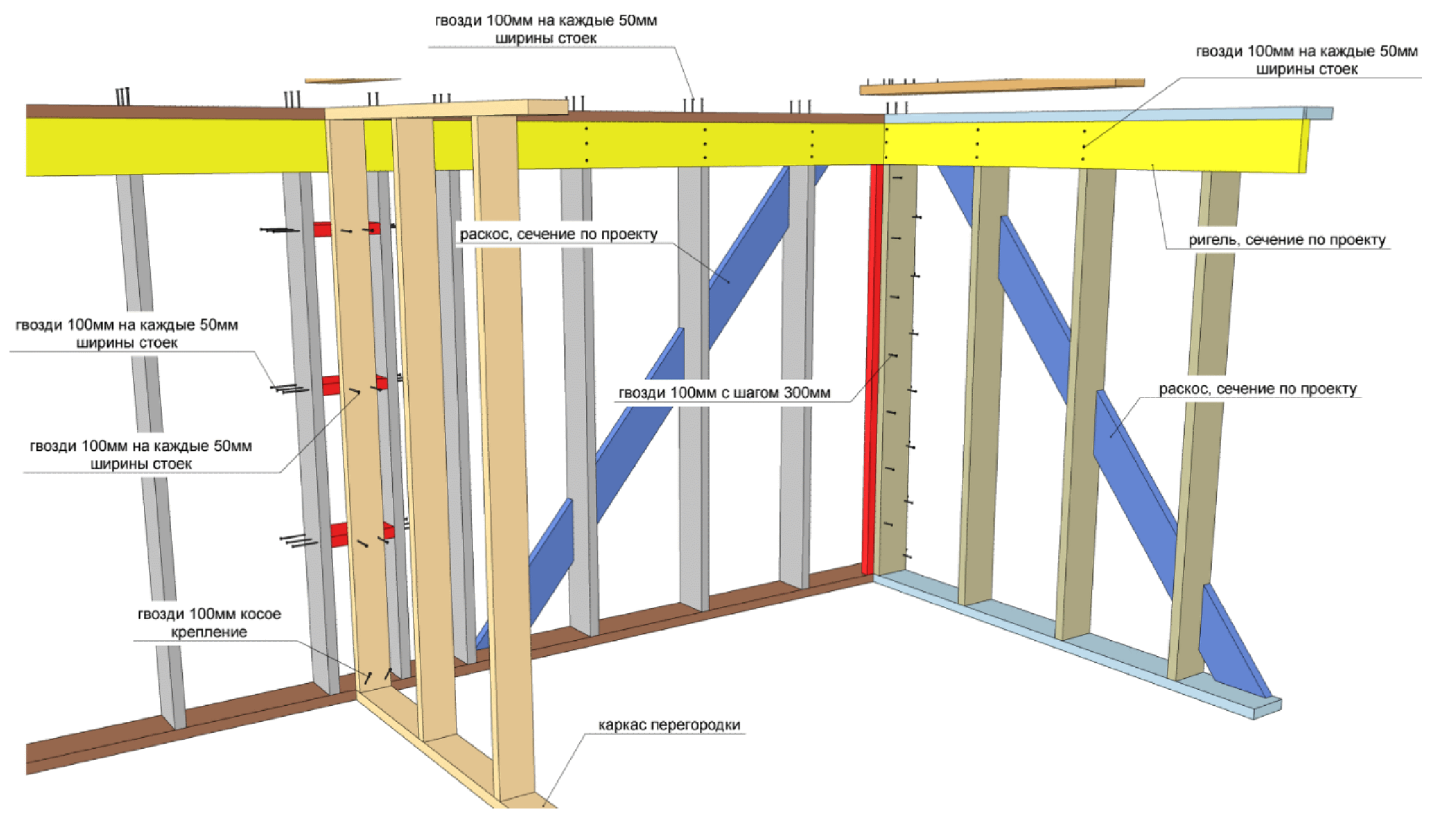 гвозди 100мм на каждые 50мм
ширины стоек
гвозди 100мм на каждые 50мм
ширины стоек
раскос, сечение по проекту
ригель, сечение по проекту
гвозди 100мм на каждые 50мм
ширины стоек
гвозди 100мм с шагом 300мм
раскос, сечение по проекту
гвозди 100мм на каждые 50мм
ширины стоек
гвозди 100мм косое
крепление
каркас перегородки